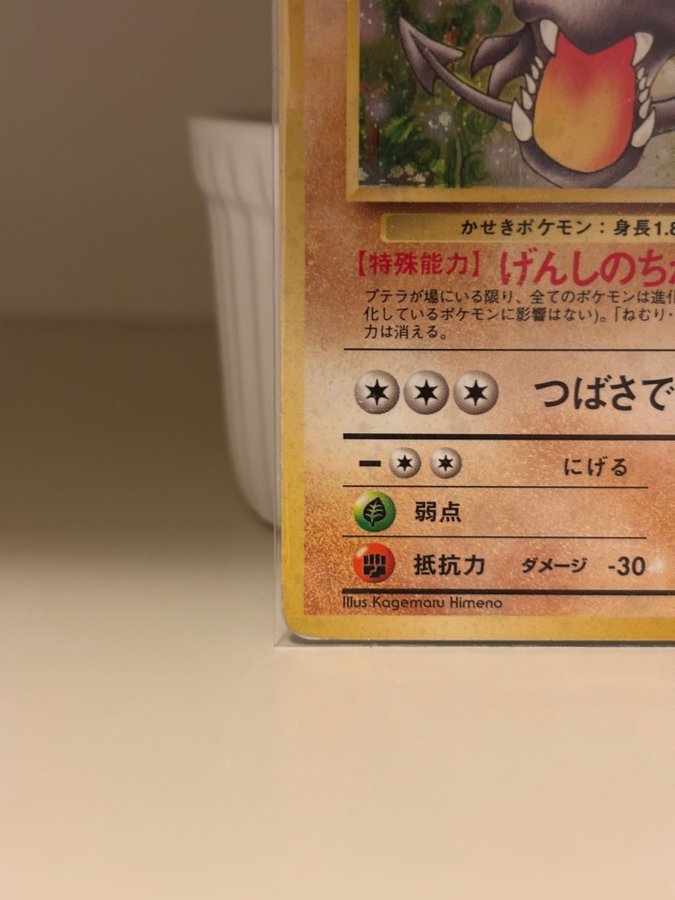 かせきポケモン：身長1.8
【特殊能力】げんしのちか
プテラが場にいる限り、全てのポケモンは進化
化しているポケモンに影響はない)。「ねむり・
力は消える。
つばさで
にげる
弱点
抵抗力 ダメージ -30
Illus.Kagemaru Himeno